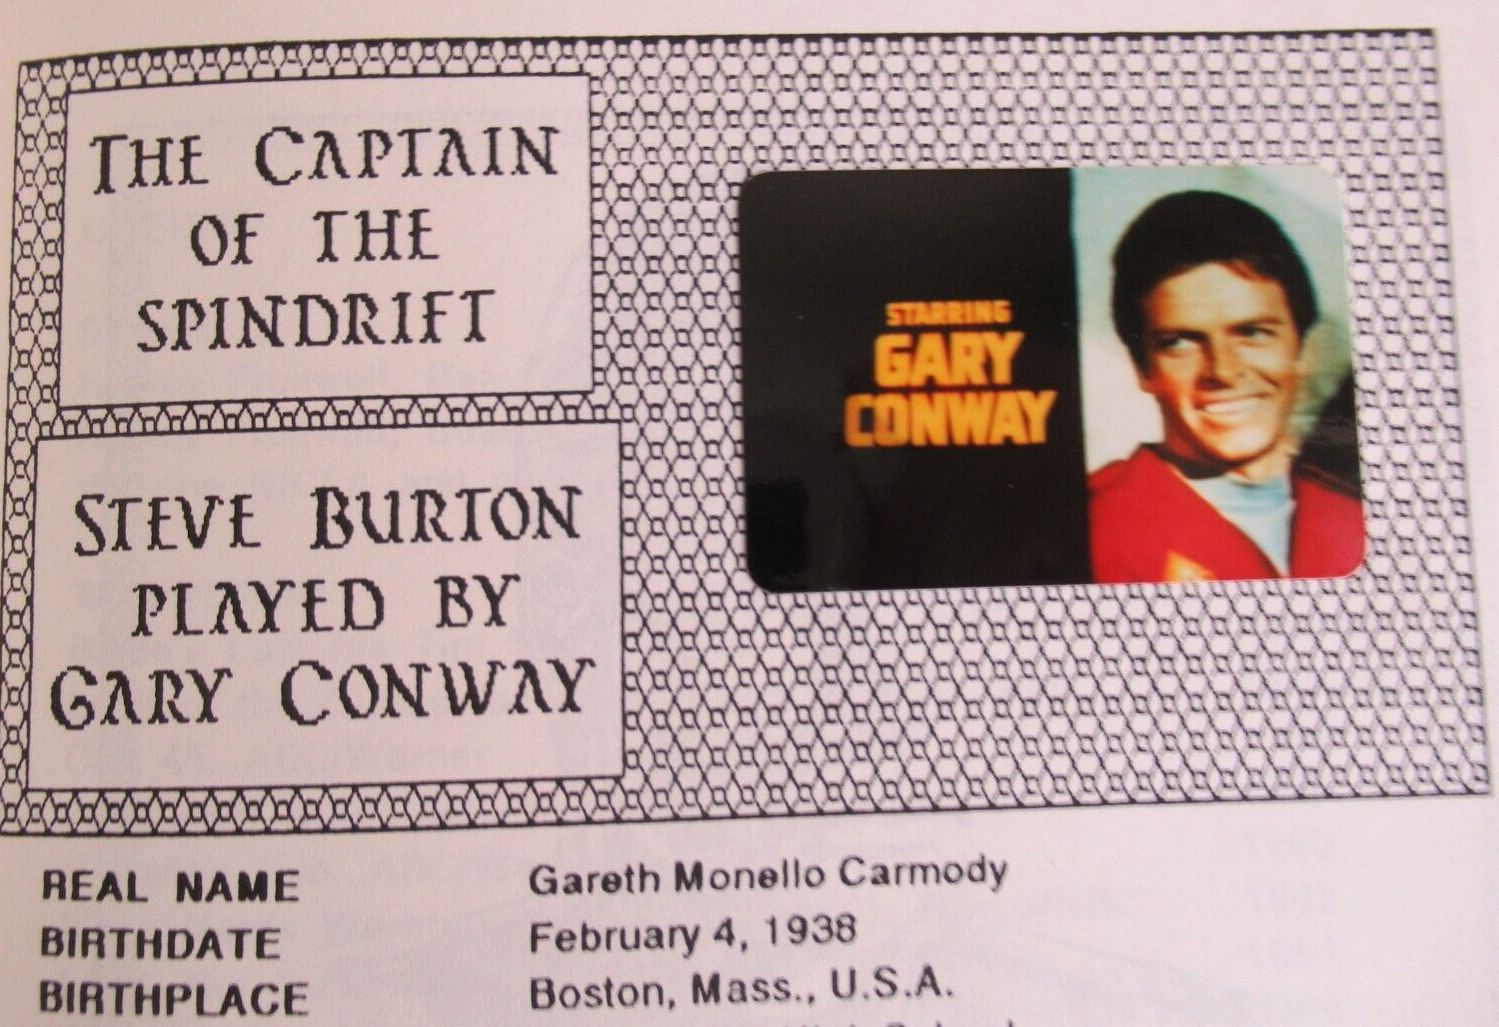 THE CAPTAIN
OF THE
SPINDRIFT
STARRING
GARY
CONWAY
STEVE BURTON
PLAYED BY
GARY CONWAY
REAL NAME Gareth Monello Carmody
BIRTHDATE February 4, 1938
BIRTHPLACE Boston, Mass., U.S.A.